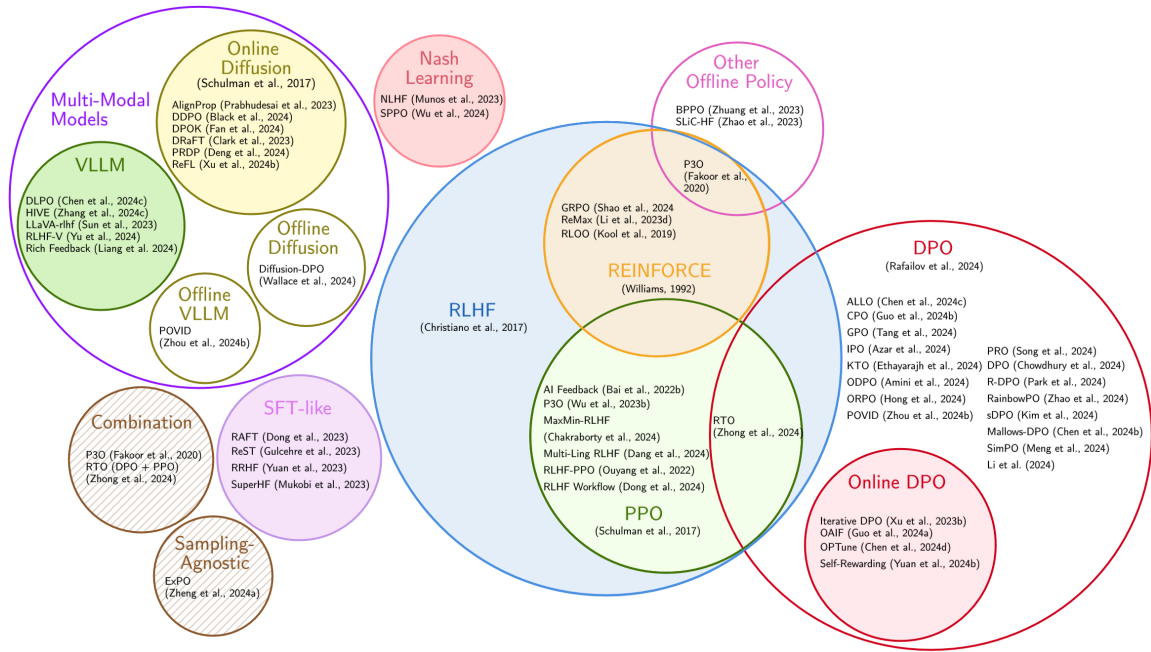 Multi-Modal
Models
Online
Diffusion
(Schulman et al., 2017)
AlignProp (Prabhudesai et al., 2023)
DDPO (Black et al., 2024)
DPOK (Fan et al., 2024)
DRaFT (Clark et al., 2023)
PRDP (Deng et al., 2024)
ReFL (Xu et al., 2024b)
VLLM
DLPO (Chen et al., 2024c)
HIVE (Zhang et al., 2024c)
LLaVA-rlhf (Sun et al., 2023)
RLHF-V (Yu et al., 2024)
Rich Feedback (Liang et al. 2024)
Offline
Diffusion
Diffusion-DPO
(Wallace et al., 2024)
Offline
VLLM
POVID
(Zhou et al., 2024b)
Nash
Learning
NLHF (Munos et al., 2023)
SPPO (Wu et al., 2024)
Other
Offline Policy
BPPO (Zhuang et al., 2023)
SLiC-HF (Zhao et al., 2023)
P3O
(Fakoor et al.,
2020)
GRPO (Shao et al., 2024
ReMax (Li et al., 2023d)
RLOO (Kool et al., 2019)
REINFORCE
(Williams, 1992)
RLHF
(Christiano et al., 2017)
AI Feedback (Bai et al., 2022b)
P3O (Wu et al., 2023b)
MaxMin-RLHF
(Chakraborty et al., 2024)
Multi-Ling RLHF (Dang et al., 2024)
RLHF-PPO (Ouyang et al., 2022)
RLHF Workflow (Dong et al., 2024)
PPO
(Schulman et al., 2017)
RTO
(Zhong et al., 2024)
DPO
(Rafailov et al., 2024)
ALLO (Chen et al., 2024c)
CPO (Guo et al., 2024b)
GPO (Tang et al., 2024)
IPO (Azar et al., 2024)
KTO (Ethayarajh et al., 2024)
ODPO (Amini et al., 2024)
ORPO (Hong et al., 2024)
POVID (Zhou et al., 2024b)
PRO (Song et al., 2024)
DPO (Chowdhury et al., 2024)
R-DPO (Park et al., 2024)
RainbowPO (Zhao et al., 2024)
sDPO (Kim et al., 2024)
Mallows-DPO (Chen et al., 2024b)
SimPO (Meng et al., 2024)
Li et al. (2024)
Online DPO
Iterative DPO (Xu et al., 2023b)
OAIF (Guo et al., 2024a)
OPTune (Chen et al., 2024d)
Self-Rewarding (Yuan et al., 2024b)
Combination
P3O (Fakoor et al., 2020)
RTO (DPO + PPO)
(Zhong et al., 2024)
SFT-like
RAFT (Dong et al., 2023)
ReST (Gulcehre et al., 2023)
RRHF (Yuan et al., 2023)
SuperHF (Mukobi et al., 2023)
Sampling-
Agnostic
ExPO
(Zheng et al., 2024a)